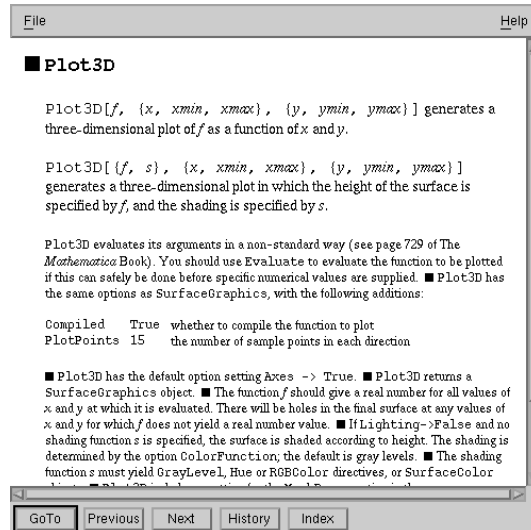 File Help
■ Plot3D
Plot3D[f, {x, xmin, xmax}, {y, ymin, ymax}] generates a
three-dimensional plot of f as a function of x and y.
Plot3D[{f, s}, {x, xmin, xmax}, {y, ymin, ymax}]
generates a three-dimensional plot in which the height of the surface is
specified by f, and the shading is specified by s.
Plot3D evaluates its arguments in a non-standard way (see page 729 of The
Mathematica Book). You should use Evaluate to evaluate the function to be plotted
if this can safely be done before specific numerical values are supplied. ■ Plot3D has
the same options as SurfaceGraphics, with the following additions:
Compiled True whether to compile the function to plot
PlotPoints 15 the number of sample points in each direction
■ Plot3D has the default option setting Axes -> True. ■ Plot3D returns a
SurfaceGraphics object. ■ The function f should give a real number for all values of
x and y at which it is evaluated. There will be holes in the final surface at any values of
x and y for which f does not yield a real number value. ■ If Lighting->False and no
shading function s is specified, the surface is shaded according to height. The shading is
determined by the option ColorFunction; the default is gray levels. ■ The shading
function s must yield GrayLevel, Hue or RGBColor directives, or SurfaceColor
GoTo Previous Next History Index